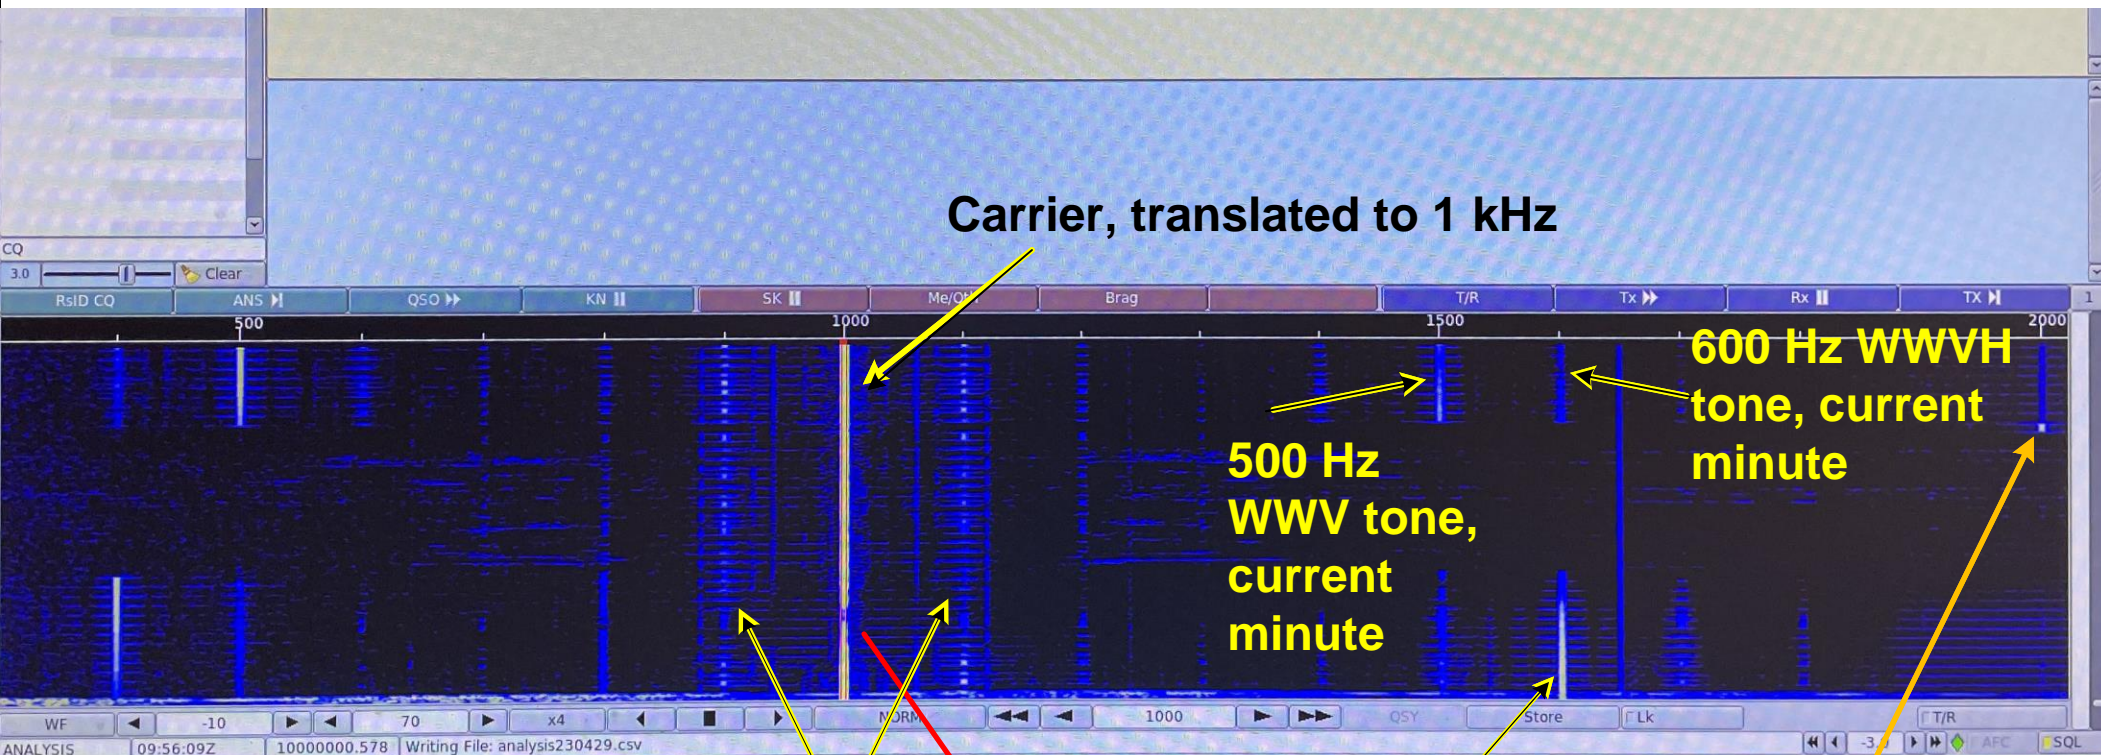 Carrier, translated to 1 kHz
CQ
3.0 Clear
RsID CQ ANS QSO KN SK Brag T/R Tx Rx TX 1
500 1000 1500 2000
600 Hz WWVH
tone, current
minute
500 Hz
WWV tone,
current
minute
WF -10 70 x4 NORM 1000 QSY Store Lk T/R
ANALYSIS 09:56:09Z 10000000.578 Writing File: analysis230429.csv AFC SQL